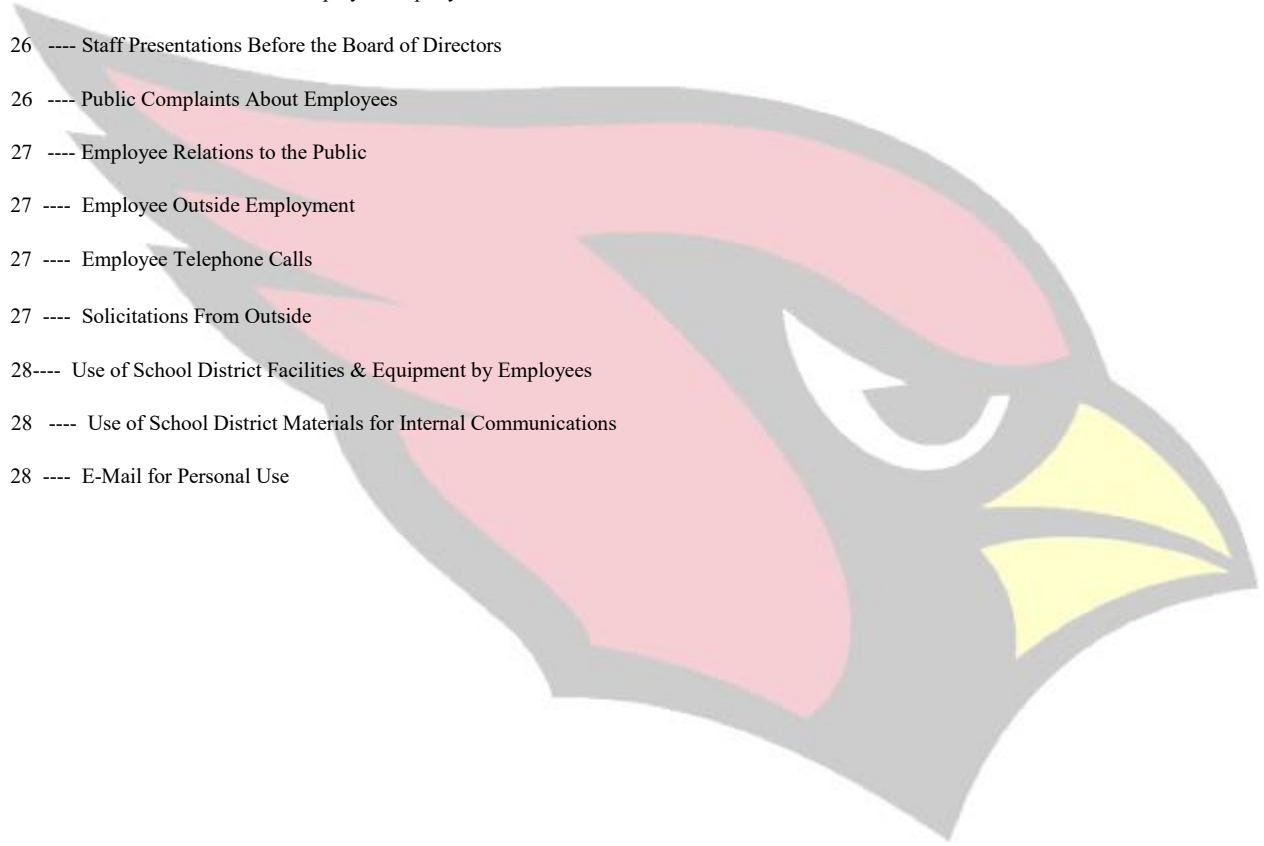 26 ---- Staff Presentations Before the Board of Directors
26 ---- Public Complaints About Employees
27 ---- Employee Relations to the Public
27 ---- Employee Outside Employment
27 ---- Employee Telephone Calls
27 ---- Solicitations From Outside
28---- Use of School District Facilities & Equipment by Employees
28 ---- Use of School District Materials for Internal Communications
28 ---- E-Mail for Personal Use